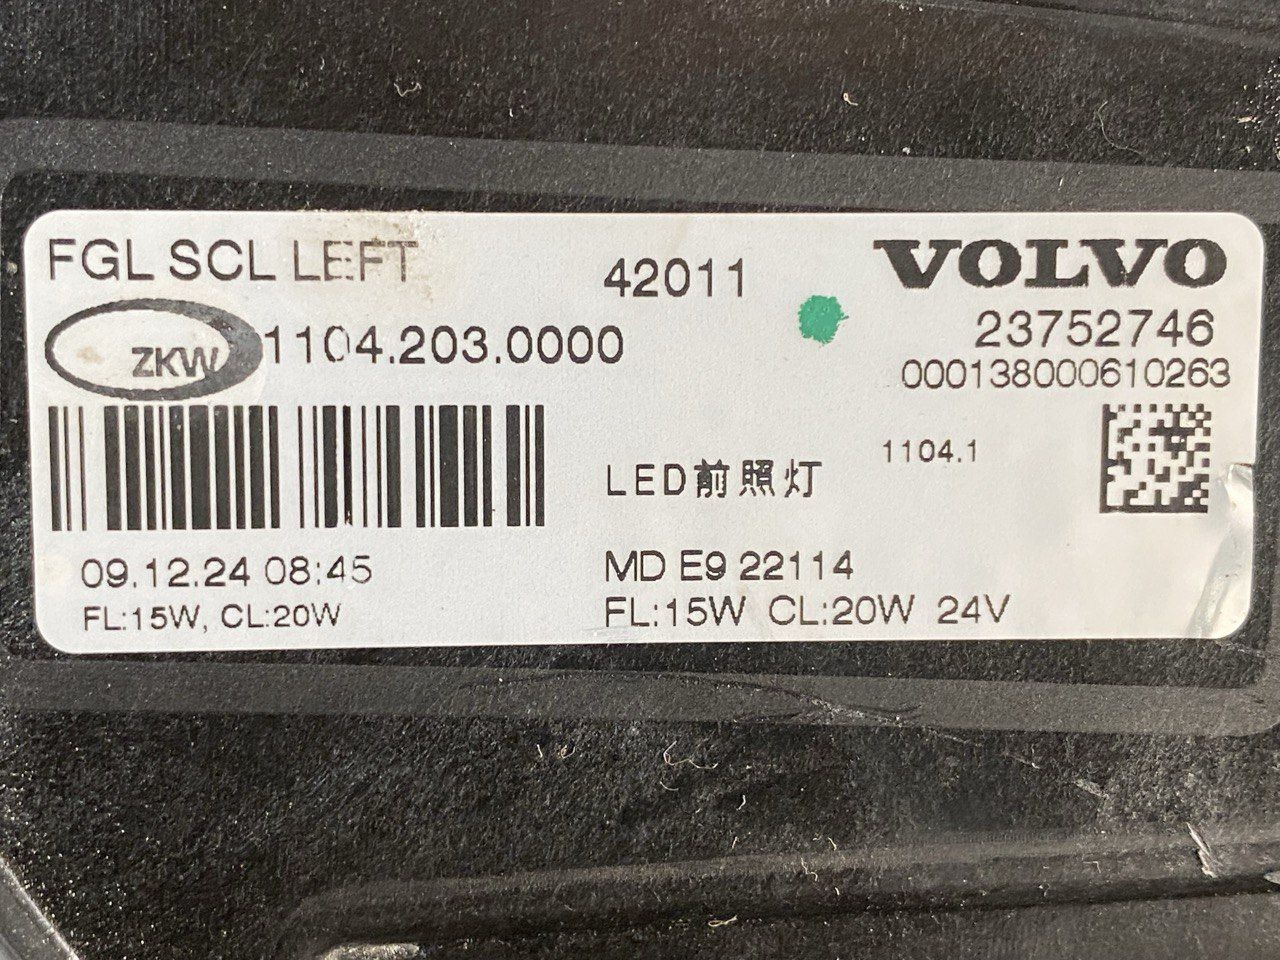 FGL SCL LEFT
42011
VOLVO
ZKW
1104.203.0000
23752746
000138000610263
1104.1
LED前照灯
09.12.24 08:45
MD E9 22114
FL:15W, CL:20W
FL:15W CL:20W 24V